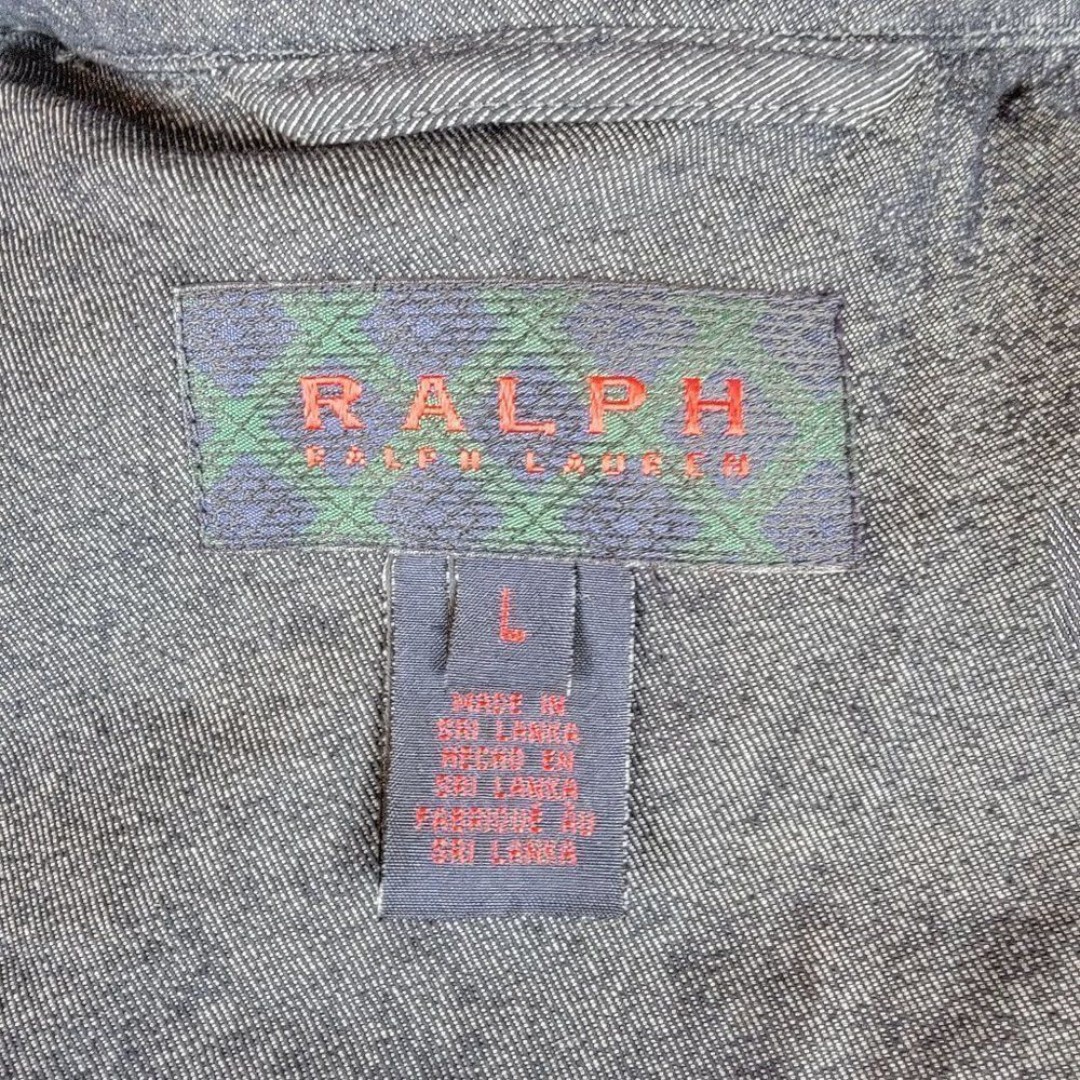 RALPH
RALPH LAUREN
L
MADE IN
SRI LANKA
HECHO EN
SRI LANKA
FABRIQUÉ AU
SRI LANKA